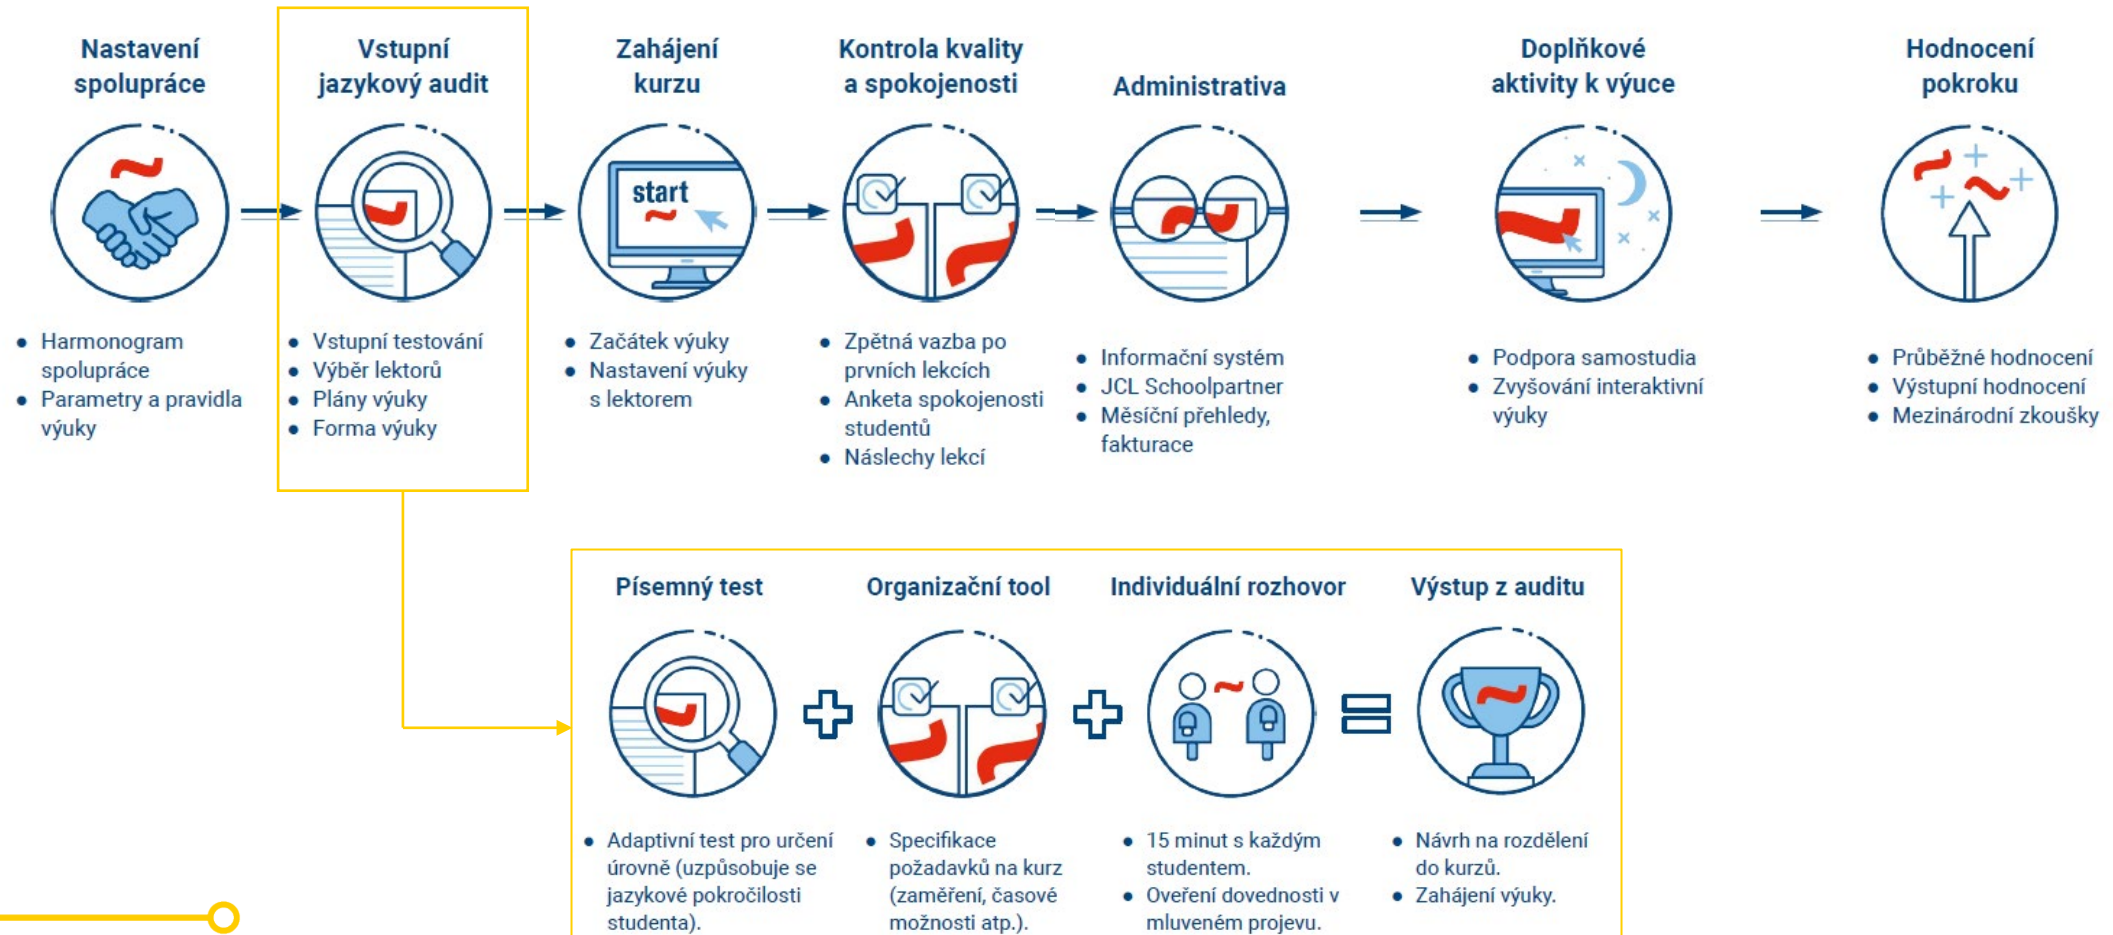 Nastavení
spolupráce
Vstupní
jazykový audit
Zahájení
kurzu
Kontrola kvality
a spokojenosti
Administrativa
Doplňkové
aktivity k výuce
Hodnocení
pokroku
start
● Harmonogram
spolupráce
● Parametry a pravidla
výuky
● Vstupní testování
● Výběr lektorů
● Plány výuky
● Forma výuky
● Začátek výuky
● Nastavení výuky
s lektorem
● Zpětná vazba po
prvních lekcích
● Anketa spokojenosti
studentů
● Náslechy lekcí
● Informační systém
● JCL Schoolpartner
● Měsíční přehledy,
fakturace
● Podpora samostudia
● Zvyšování interaktivní
výuky
● Průběžné hodnocení
● Výstupní hodnocení
● Mezinárodní zkoušky
Písemný test
Organizační tool
Individuální rozhovor
Výstup z auditu
● Adaptivní test pro určení
úrovně (uzpůsobuje se
jazykové pokročilosti
studenta).
● Specifikace
požadavků na kurz
(zaměření, časové
možnosti atp.).
● 15 minut s každým
studentem.
● Oveření dovednosti v
mluveném projevu.
● Návrh na rozdělení
do kurzů.
● Zahájení výuky.